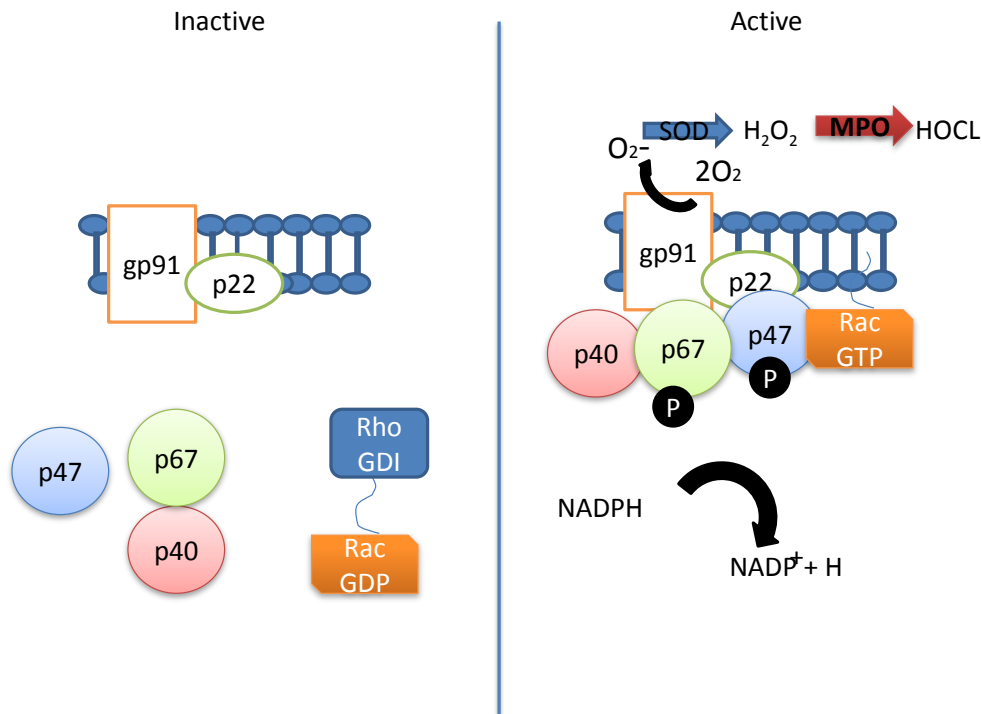 Inactive
gp91
p22
p47
p67
p40
Rho
GDI
Rac
GDP
Active
O₂-
SOD
H₂O₂
MPO
HOCL
2O₂
gp91
p22
p40
p67
p47
Rac
GTP
P
P
NADPH
NADP⁺+ H